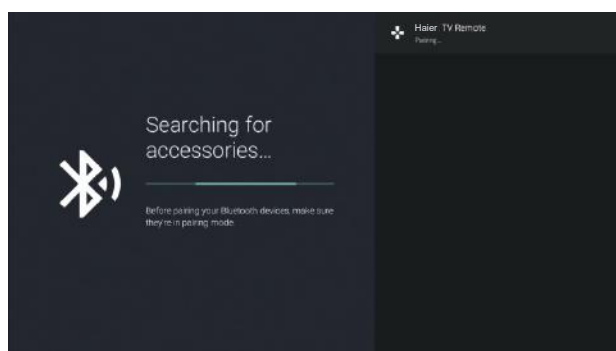 Searching for
accessories...
Before pairing your Bluetooth devices, make sure
they're in pairing mode.
Haier TV Remote
Pairing...